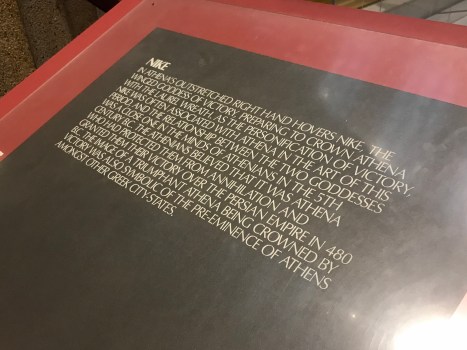 NIKE
IN ATHENA'S OUTSTRETCHED RIGHT HAND HOVERS NIKE, THE
WINGED GODDESS OF VICTORY, PREPARING TO CROWN ATHENA
WITH THE LAUREL WREATH. AS THE PERSONIFICATION OF VICTORY,
NIKE IS OFTEN ASSOCIATED WITH ATHENA IN THE ART OF THIS
PERIOD, AND THE RELATIONSHIP BETWEEN THE TWO GODDESSES
WAS A VERY CLOSE ONE IN THE MINDS OF ATHENIANS IN THE 5TH
CENTURY B.C. THE ATHENIANS BELIEVED THAT IT WAS ATHENA
WHO HAD PROTECTED THEM FROM ANNIHILATION AND
GRANTED THEM THEIR VICTORY OVER THE PERSIAN EMPIRE IN 480
B.C. THE IMAGE OF A TRIUMPHANT ATHENA BEING CROWNED BY
VICTORY WAS ALSO SYMBOLIC OF THE PRE-EMINENCE OF ATHENS
AMONGST OTHER GREEK CITY-STATES.